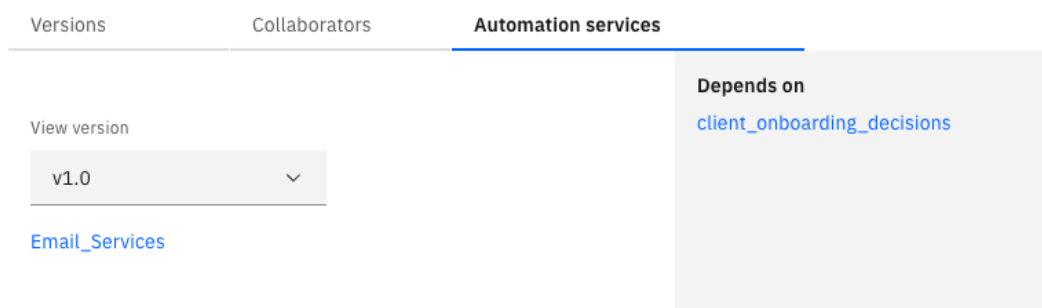 Versions
Collaborators
Automation services
View version
v1.0
Email_Services
Depends on
client_onboarding_decisions